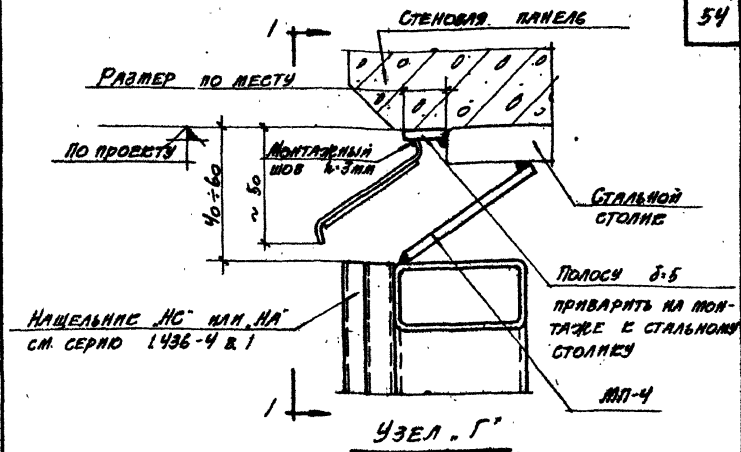 54
СТЕНОВАЯ ПАНЕЛЬ
1
РАЗМЕР ПО МЕСТУ
ПО ПРОЕКТУ
МОНТАЖНЫЙ
ШОВ h=3мм
40÷60
~50
СТАЛЬНОЙ
СТОЛИК
ПОЛОСУ δ=5
ПРИВАРИТЬ НА МОН-
ТАЖЕ К СТАЛЬНОМУ
СТОЛИКУ
НАЩЕЛЬНИК „НС" ИЛИ „НА"
СМ. СЕРИЮ 1.436-4 в.1
МП-4
1
УЗЕЛ „Г"